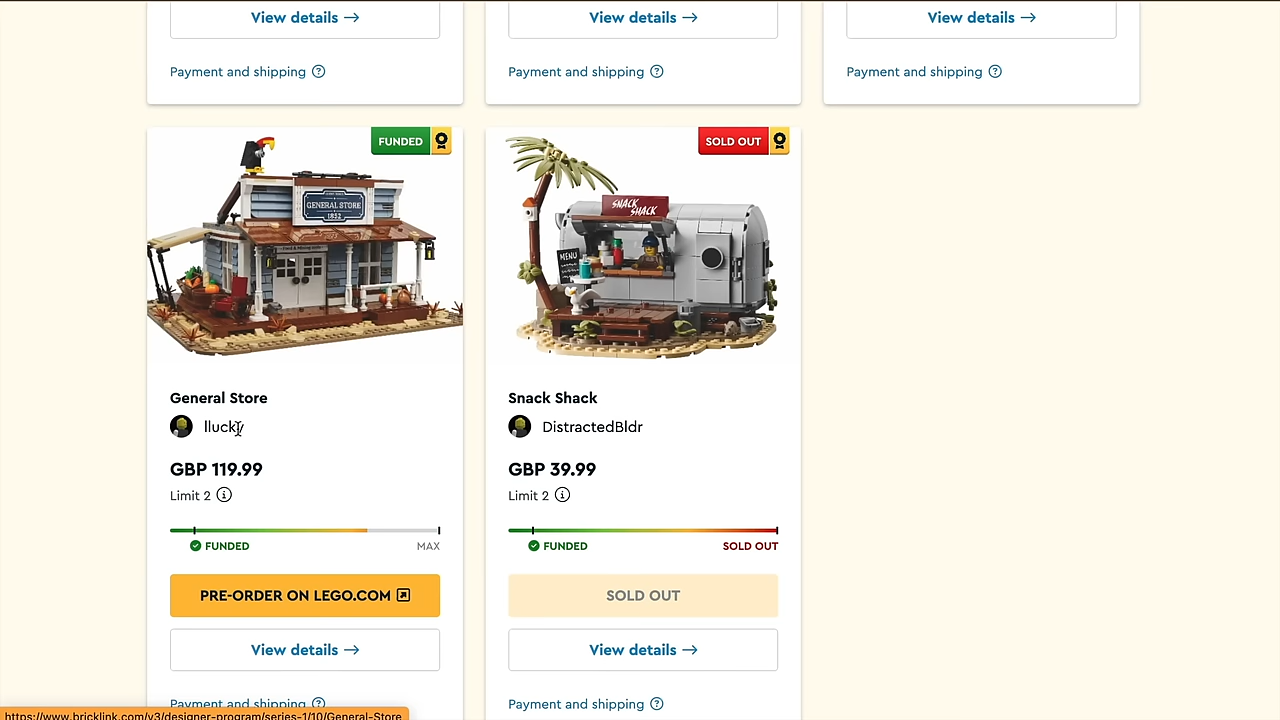 View details →
View details →
View details →
Payment and shipping
Payment and shipping
Payment and shipping
FUNDED
SOLD OUT
GENERAL STORE
1852
SNACK SHACK
MENU
General Store
Snack Shack
llucky
DistractedBldr
GBP 119.99
GBP 39.99
Limit 2
Limit 2
FUNDED
MAX
FUNDED
SOLD OUT
PRE-ORDER ON LEGO.COM
SOLD OUT
View details →
View details →
Payment and shipping
Payment and shipping
https://www.bricklink.com/v3/designer-program/series-1/10/General-Store